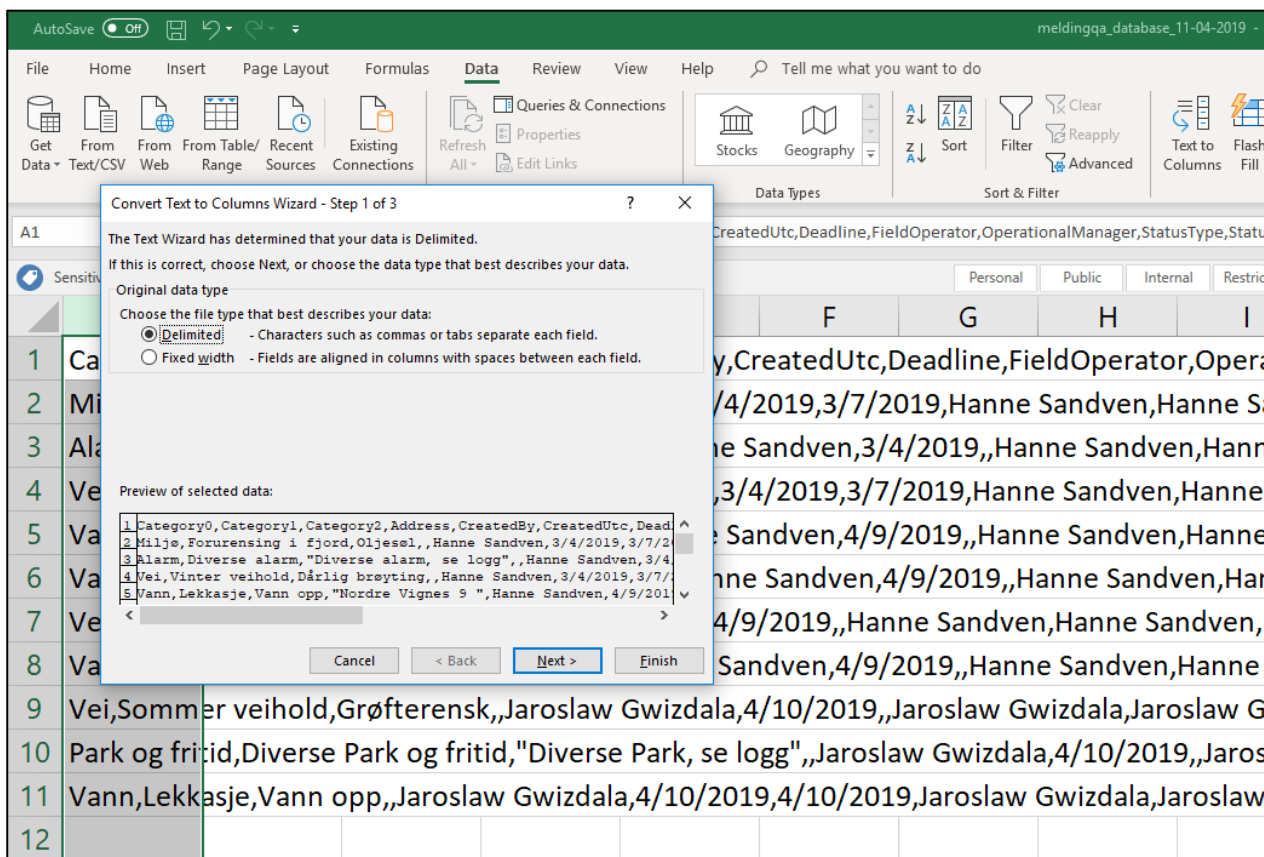 AutoSave Off meldingqa_database_11-04-2019 -
File Home Insert Page Layout Formulas Data Review View Help Tell me what you want to do
Get Data From Text/CSV From Web From Table/ Range Recent Sources Existing Connections
Refresh All Queries & Connections Properties Edit Links
Stocks Geography
Sort Filter Clear Reapply Advanced
Text to Columns Flash Fill
Data Types Sort & Filter
Convert Text to Columns Wizard - Step 1 of 3 ? ×
The Text Wizard has determined that your data is Delimited.
If this is correct, choose Next, or choose the data type that best describes your data.
Original data type
Choose the file type that best describes your data:
Delimited - Characters such as commas or tabs separate each field.
Fixed width - Fields are aligned in columns with spaces between each field.
Preview of selected data:
1 Category0,Category1,Category2,Address,CreatedBy,CreatedUtc,Dead
2 Miljø,Forurensing i fjord,Oljesøl,,Hanne Sandven,3/4/2019,3/7/2
3 Alarm,Diverse alarm,"Diverse alarm, se logg",,Hanne Sandven,3/4
4 Vei,Vinter veihold,Dårlig brøyting,,Hanne Sandven,3/4/2019,3/7/
5 Vann,Lekkasje,Vann opp,"Nordre Vignes 9 ",Hanne Sandven,4/9/201
Cancel < Back Next > Finish
A1 CreatedUtc,Deadline,FieldOperator,OperationalManager,StatusType,Statu
Sensitiv Personal Public Internal Restric
F G H I
1 Ca y,CreatedUtc,Deadline,FieldOperator,Opera
2 Mi /4/2019,3/7/2019,Hanne Sandven,Hanne Sa
3 Ala ne Sandven,3/4/2019,,Hanne Sandven,Hann
4 Ve ,3/4/2019,3/7/2019,Hanne Sandven,Hanne
5 Va e Sandven,4/9/2019,,Hanne Sandven,Hanne
6 Va nne Sandven,4/9/2019,,Hanne Sandven,Har
7 Ve 4/9/2019,,Hanne Sandven,Hanne Sandven,
8 Va Sandven,4/9/2019,,Hanne Sandven,Hanne
9 Vei,Sommer veihold,Grøfterensk,,Jaroslaw Gwizdala,4/10/2019,,Jaroslaw Gwizdala,Jaroslaw G
10 Park og fritid,Diverse Park og fritid,"Diverse Park, se logg",,Jaroslaw Gwizdala,4/10/2019,,Jaros
11 Vann,Lekkasje,Vann opp,,Jaroslaw Gwizdala,4/10/2019,4/10/2019,Jaroslaw Gwizdala,Jaroslaw
12